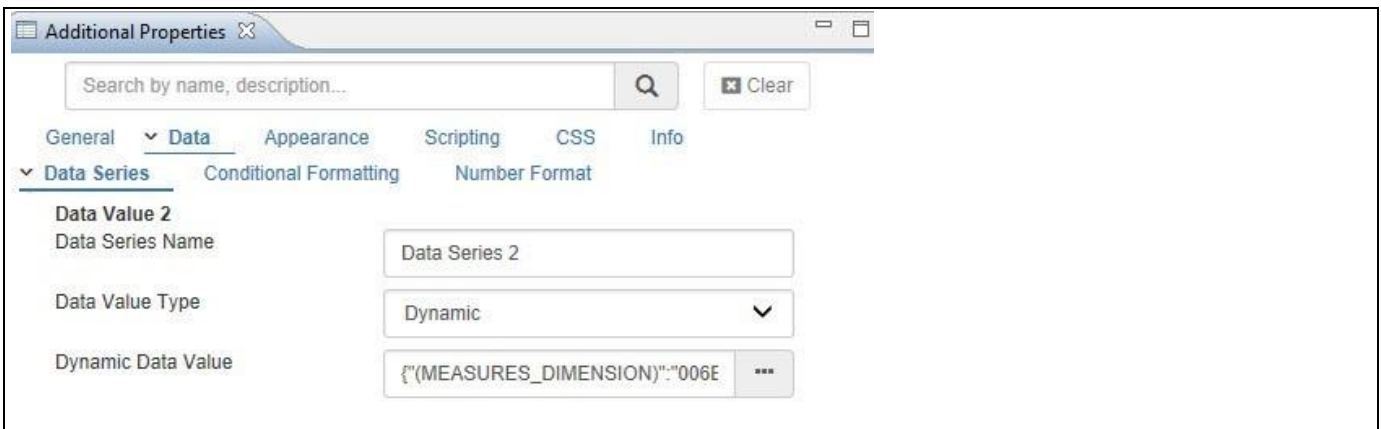 Additional Properties
Search by name, description...
Clear
General Data Appearance Scripting CSS Info
Data Series Conditional Formatting Number Format
Data Value 2
Data Series Name Data Series 2
Data Value Type Dynamic
Dynamic Data Value {"(MEASURES_DIMENSION)":"006E ...